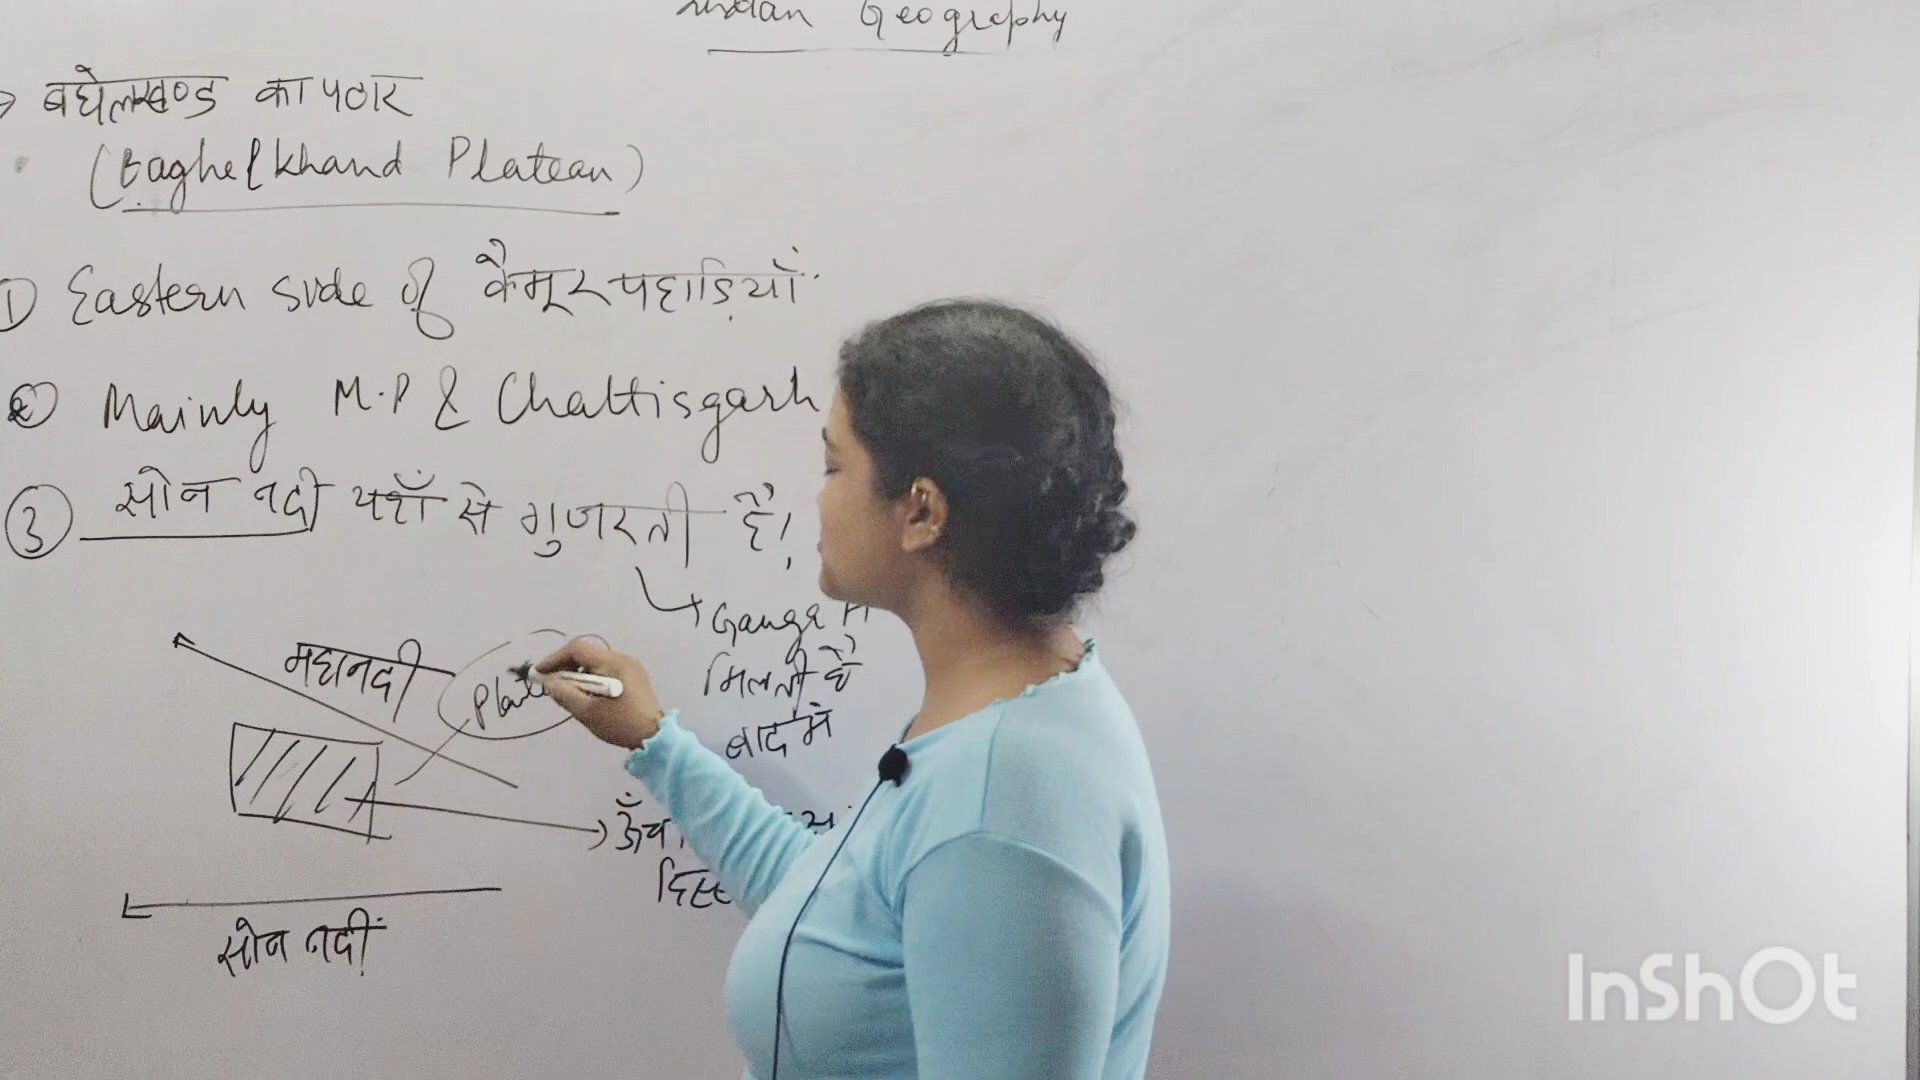 Indian Geography
बघेलखण्ड का पठार
(Baghelkhand Plateau)
① Eastern side of कैमूर पहाड़ियाँ
② Mainly M.P & Chattisgarh
③ सोन नदी यहाँ से गुजरती है।
Ganga
मिलती है
बाद में
महानदी
सोन नदी
InShOt